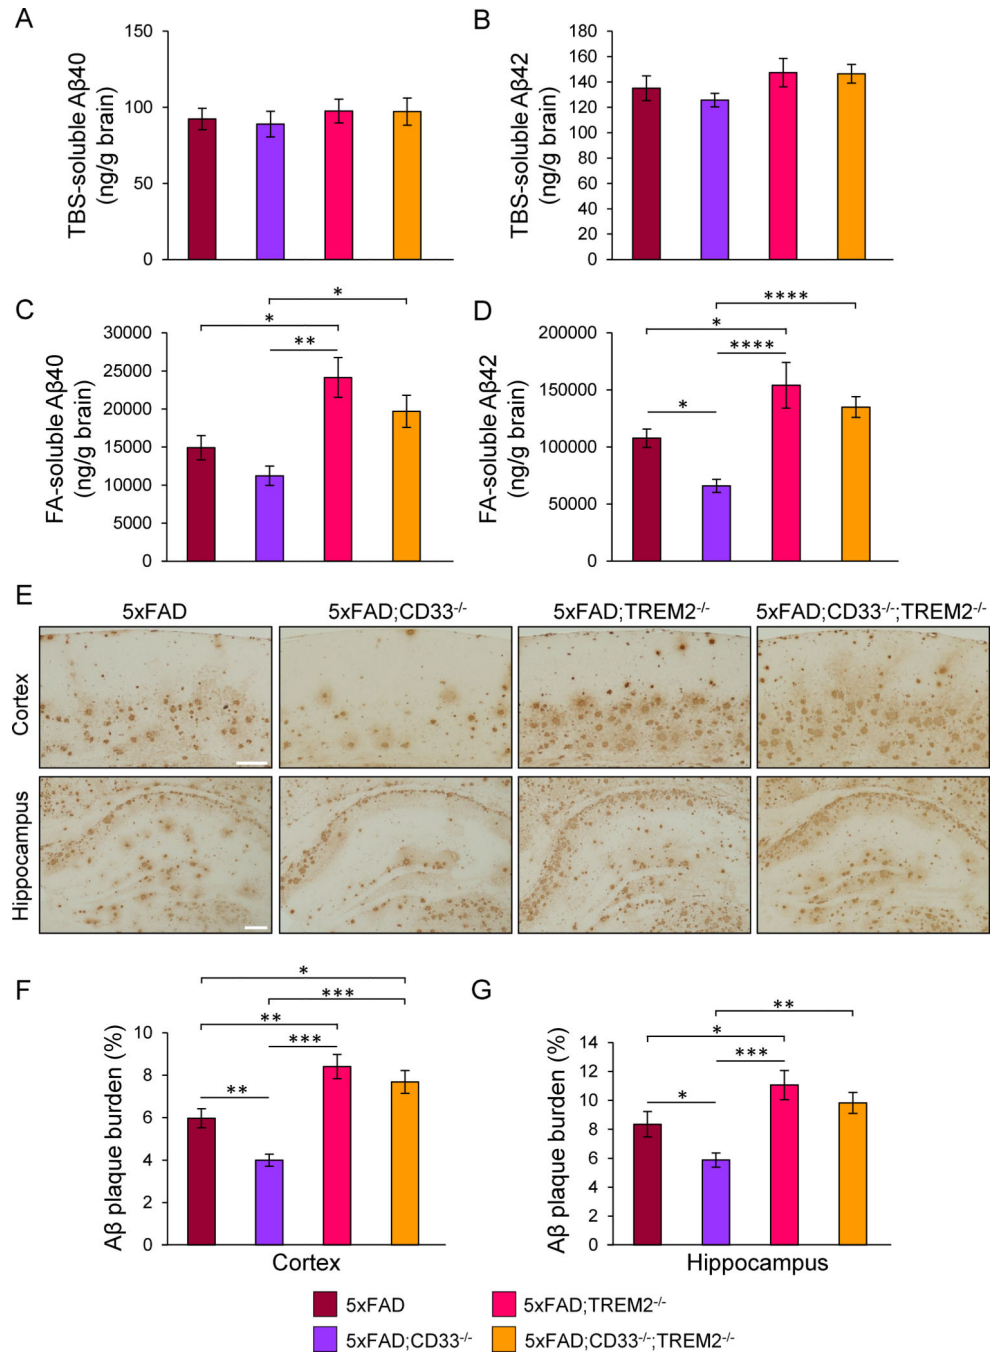 A
TBS-soluble Aβ40
(ng/g brain)
150
100
50
0
B
TBS-soluble Aβ42
(ng/g brain)
180
160
140
120
100
80
60
40
20
0
C
FA-soluble Aβ40
(ng/g brain)
30000
25000
20000
15000
10000
5000
0
*
*
**
D
FA-soluble Aβ42
(ng/g brain)
200000
150000
100000
50000
0
****
*
****
*
E
5xFAD
5xFAD;CD33-/-
5xFAD;TREM2-/-
5xFAD;CD33-/-;TREM2-/-
Cortex
Hippocampus
F
Aβ plaque burden (%)
10
8
6
4
2
0
*
***
**
***
**
Cortex
G
Aβ plaque burden (%)
14
12
10
8
6
4
2
0
**
*
***
*
Hippocampus
5xFAD
5xFAD;TREM2-/-
5xFAD;CD33-/-
5xFAD;CD33-/-;TREM2-/-